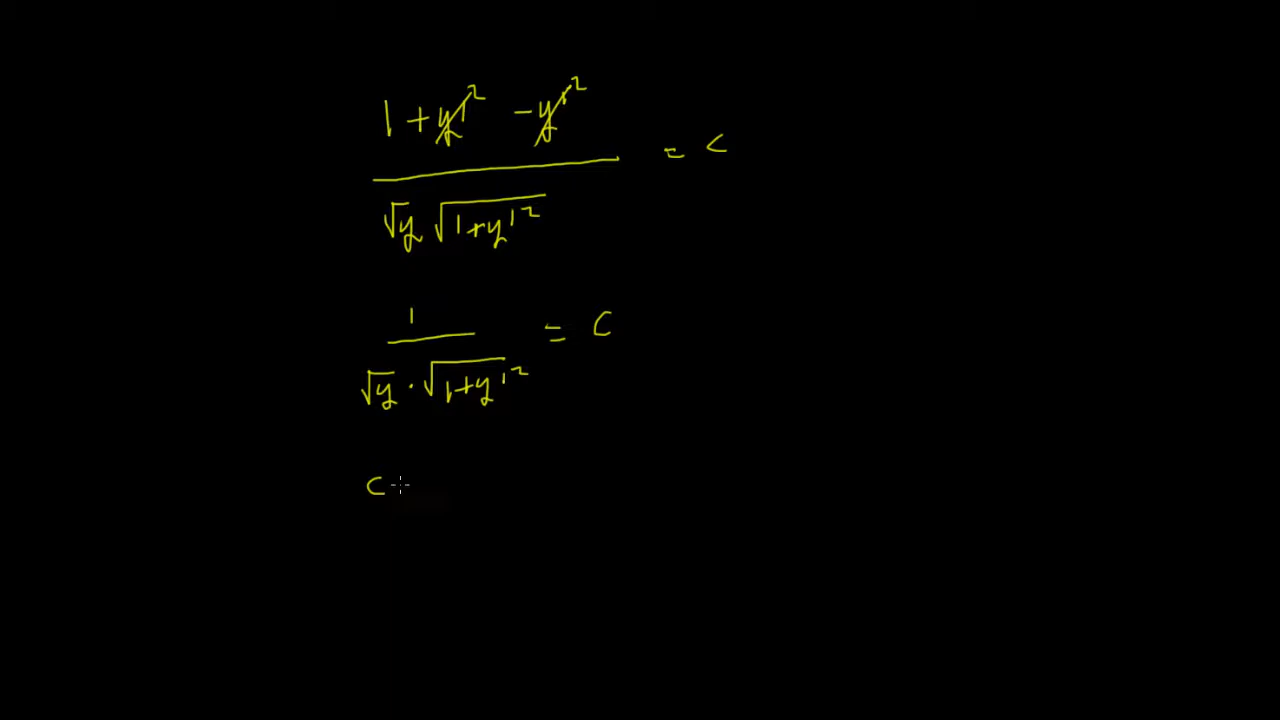 1 + y'² - y'²
√y √(1+y'²) = c
1
√y · √(1+y'²) = C
c